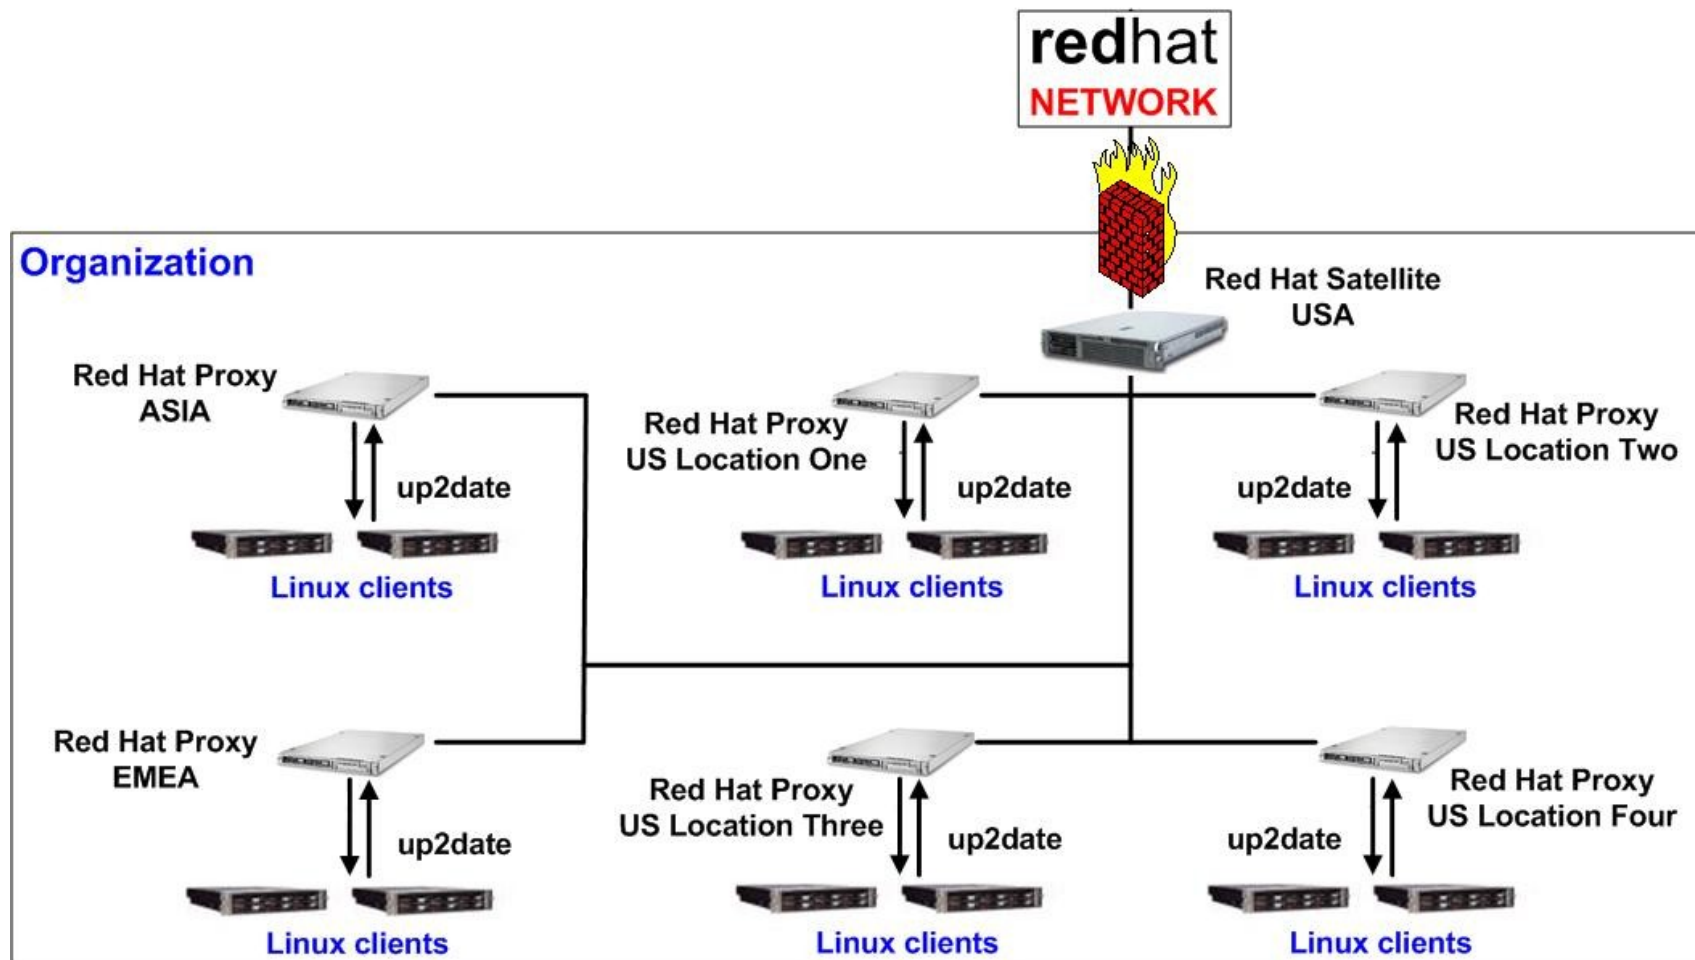 redhat
NETWORK
Organization
Red Hat Satellite
USA
Red Hat Proxy
ASIA
Red Hat Proxy
US Location One
Red Hat Proxy
US Location Two
up2date
up2date
up2date
Linux clients
Linux clients
Linux clients
Red Hat Proxy
EMEA
Red Hat Proxy
US Location Three
Red Hat Proxy
US Location Four
up2date
up2date
up2date
Linux clients
Linux clients
Linux clients